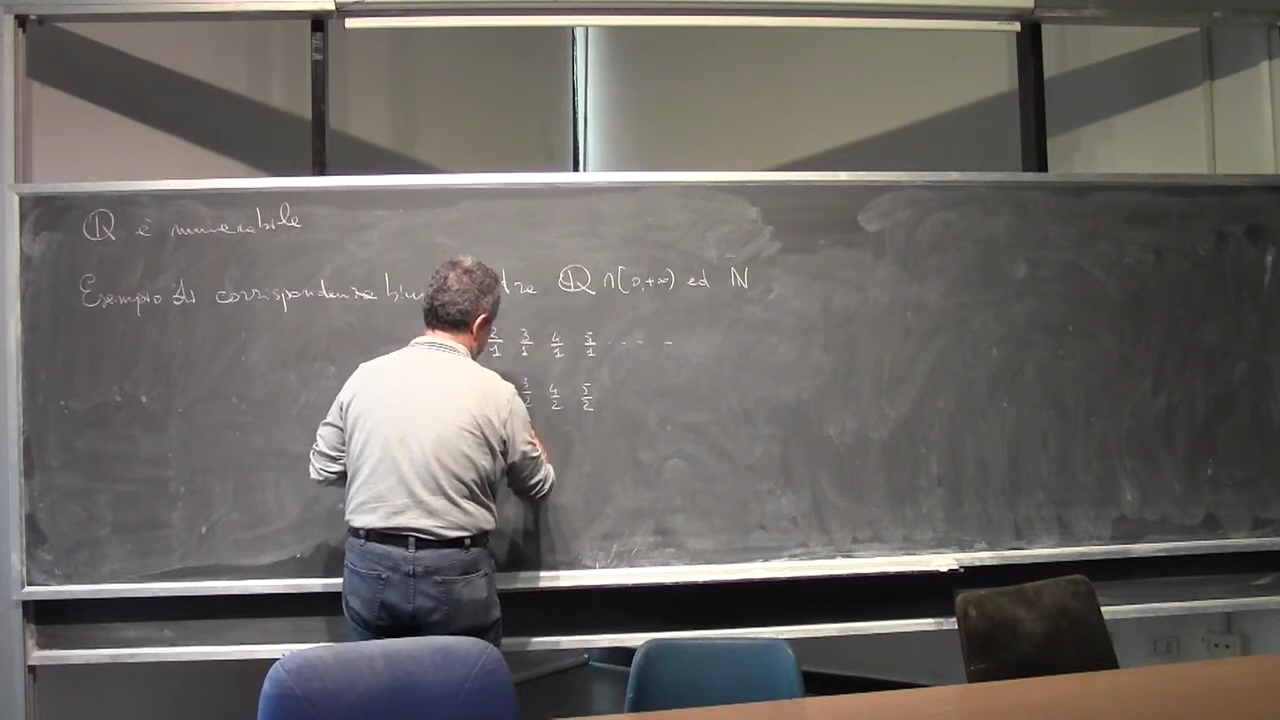 ℚ è numerabile
Esempio di corrispondenza tra ℚ ∩ [0,+∞) ed ℕ
2/1 3/1 4/1 5/1 - - - -
3/2 4/2 5/2